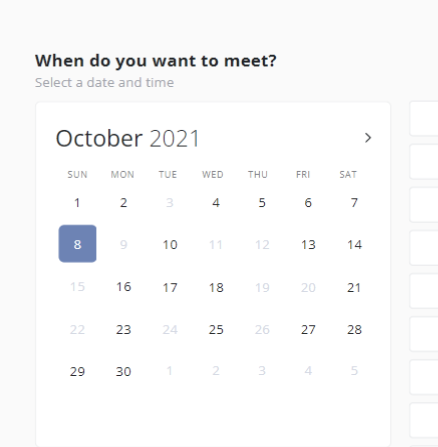 When do you want to meet?
Select a date and time
October 2021
SUN MON TUE WED THU FRI SAT
1 2 3 4 5 6 7
8 9 10 11 12 13 14
15 16 17 18 19 20 21
22 23 24 25 26 27 28
29 30 1 2 3 4 5